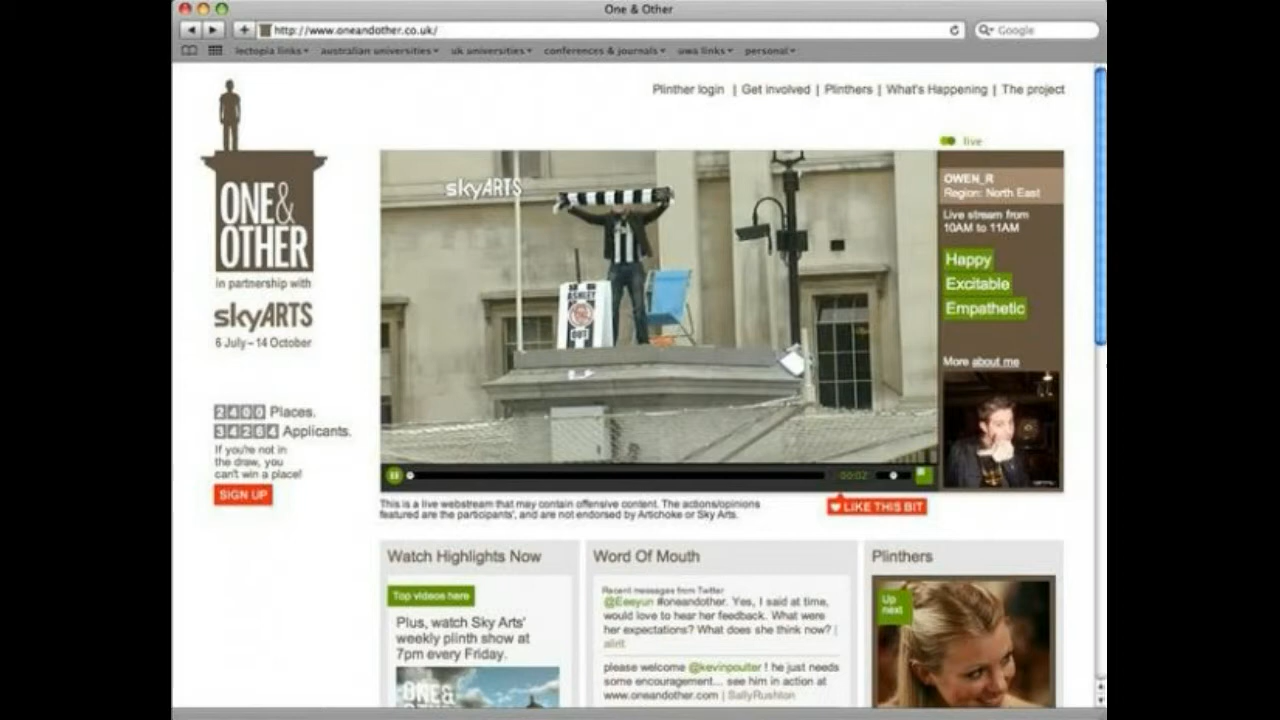 One & Other
http://www.oneandother.co.uk/
Google
lectopia links
australian universities
uk universities
conferences & journals
uwa links
personal
Plinther login | Get involved | Plinthers | What's Happening | The project
live
ONE &
OTHER
in partnership with
skyARTS
6 July – 14 October
2400 Places.
34264 Applicants.
If you're not in
the draw, you
can't win a place!
SIGN UP
skyARTS
ASHLEY
OUT
OWEN_R
Region: North East
Live stream from
10AM to 11AM
Happy
Excitable
Empathetic
More about me
00:02
This is a live webstream that may contain offensive content. The actions/opinions
featured are the participants', and are not endorsed by Artichoke or Sky Arts.
LIKE THIS BIT
Watch Highlights Now
Top videos here
Plus, watch Sky Arts'
weekly plinth show at
7pm every Friday.
ONE &
Word Of Mouth
Recent messages from Twitter
@Eeeyun #oneandother. Yes, I said at time,
would love to hear her feedback. What were
her expectations? What does she think now? |
please welcome @kevinpoulter ! he just needs
some encouragement... see him in action at
www.oneandother.com | SallyRushton
Plinthers
Up
next